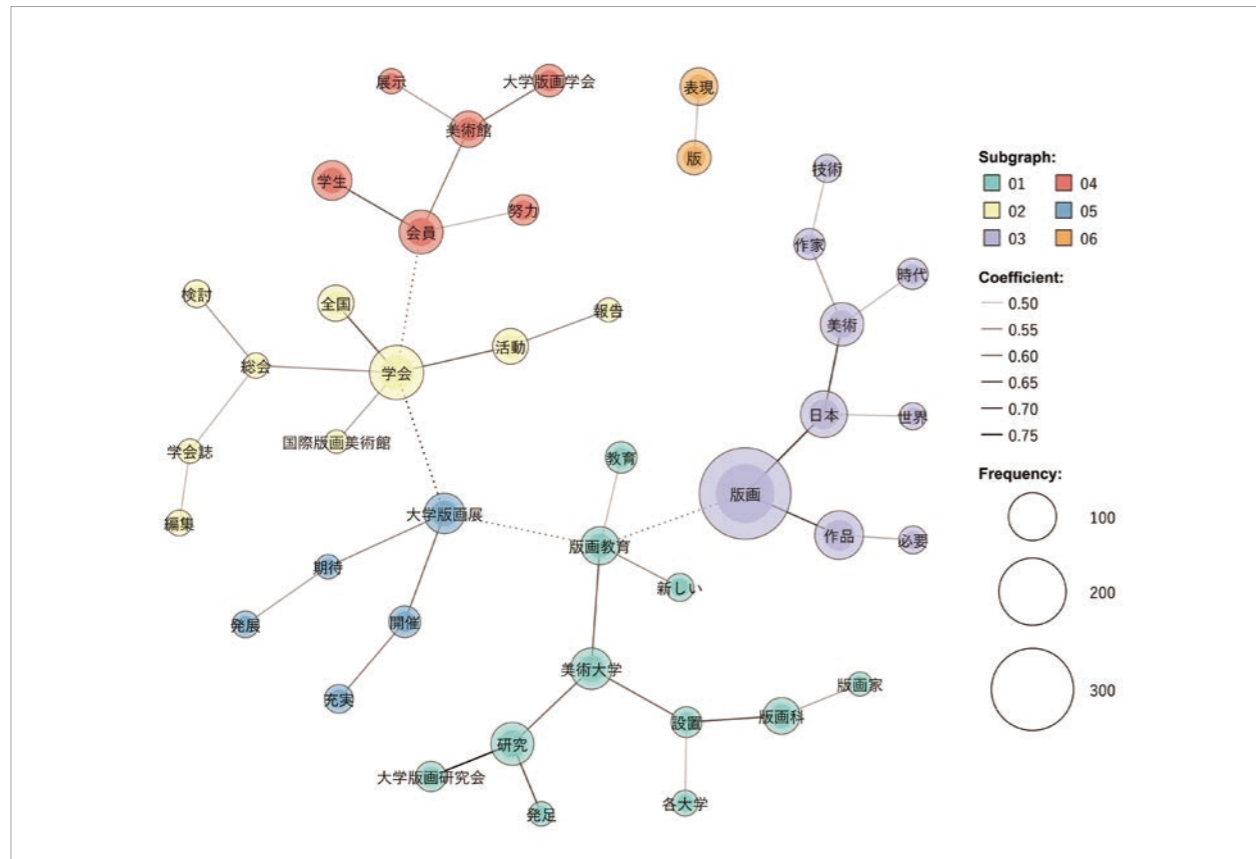 展示
大学版画学会
美術館
学生
会員
努力
表現
版
技術
作家
時代
美術
日本
世界
版画
作品
必要
検討
全国
報告
活動
総会
学会
学会誌
国際版画美術館
編集
大学版画展
期待
発展
開催
充実
教育
版画教育
新しい
美術大学
設置
版画科
版画家
研究
大学版画研究会
発足
各大学
Subgraph:
01 04
02 05
03 06
Coefficient:
0.50
0.55
0.60
0.65
0.70
0.75
Frequency:
100
200
300